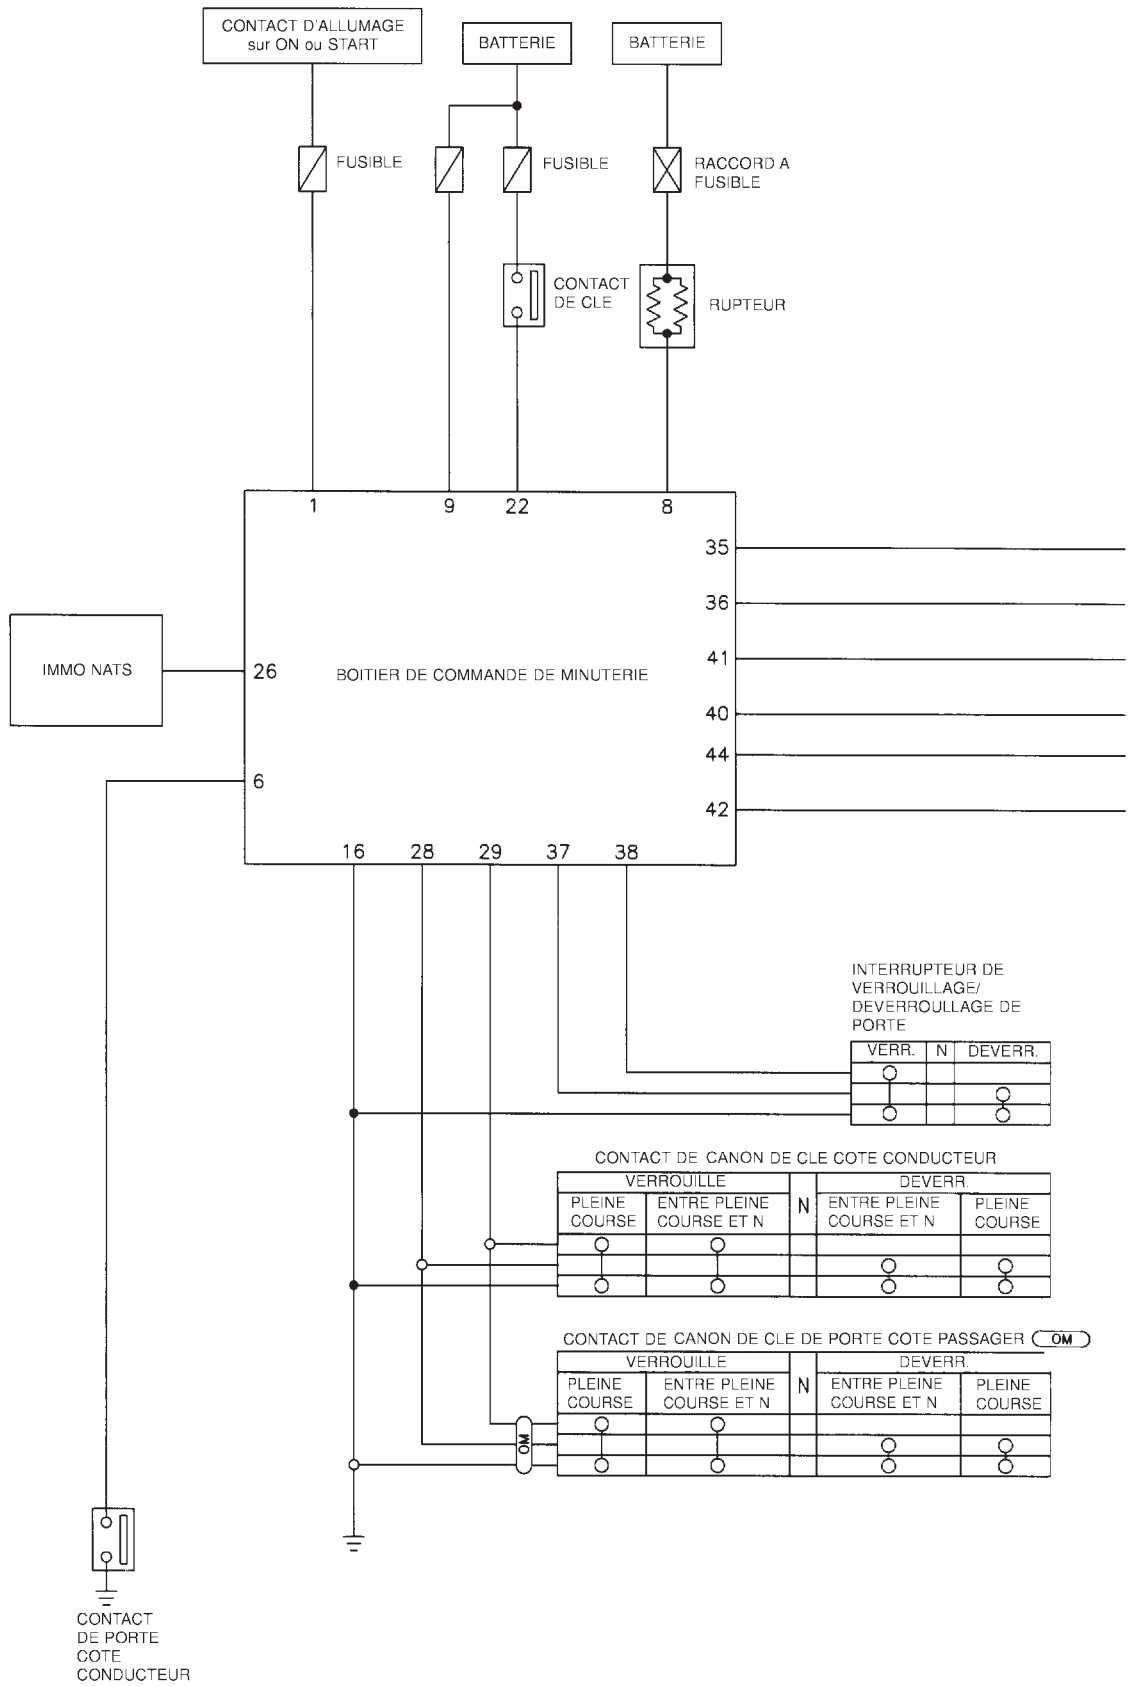 CONTACT D'ALLUMAGE
sur ON ou START
BATTERIE
BATTERIE
FUSIBLE
FUSIBLE
RACCORD A
FUSIBLE
CONTACT
DE CLE
RUPTEUR
1
9
22
8
35
36
41
40
44
42
IMMO NATS
26
BOITIER DE COMMANDE DE MINUTERIE
6
16
28
29
37
38
INTERRUPTEUR DE
VERROUILLAGE/
DEVERROULLAGE DE
PORTE
VERR. N DEVERR.
CONTACT DE CANON DE CLE COTE CONDUCTEUR
VERROUILLE
N
DEVERR.
PLEINE
COURSE
ENTRE PLEINE
COURSE ET N
ENTRE PLEINE
COURSE ET N
PLEINE
COURSE
CONTACT DE CANON DE CLE DE PORTE COTE PASSAGER OM
VERROUILLE
N
DEVERR.
PLEINE
COURSE
ENTRE PLEINE
COURSE ET N
ENTRE PLEINE
COURSE ET N
PLEINE
COURSE
OM
CONTACT
DE PORTE
COTE
CONDUCTEUR